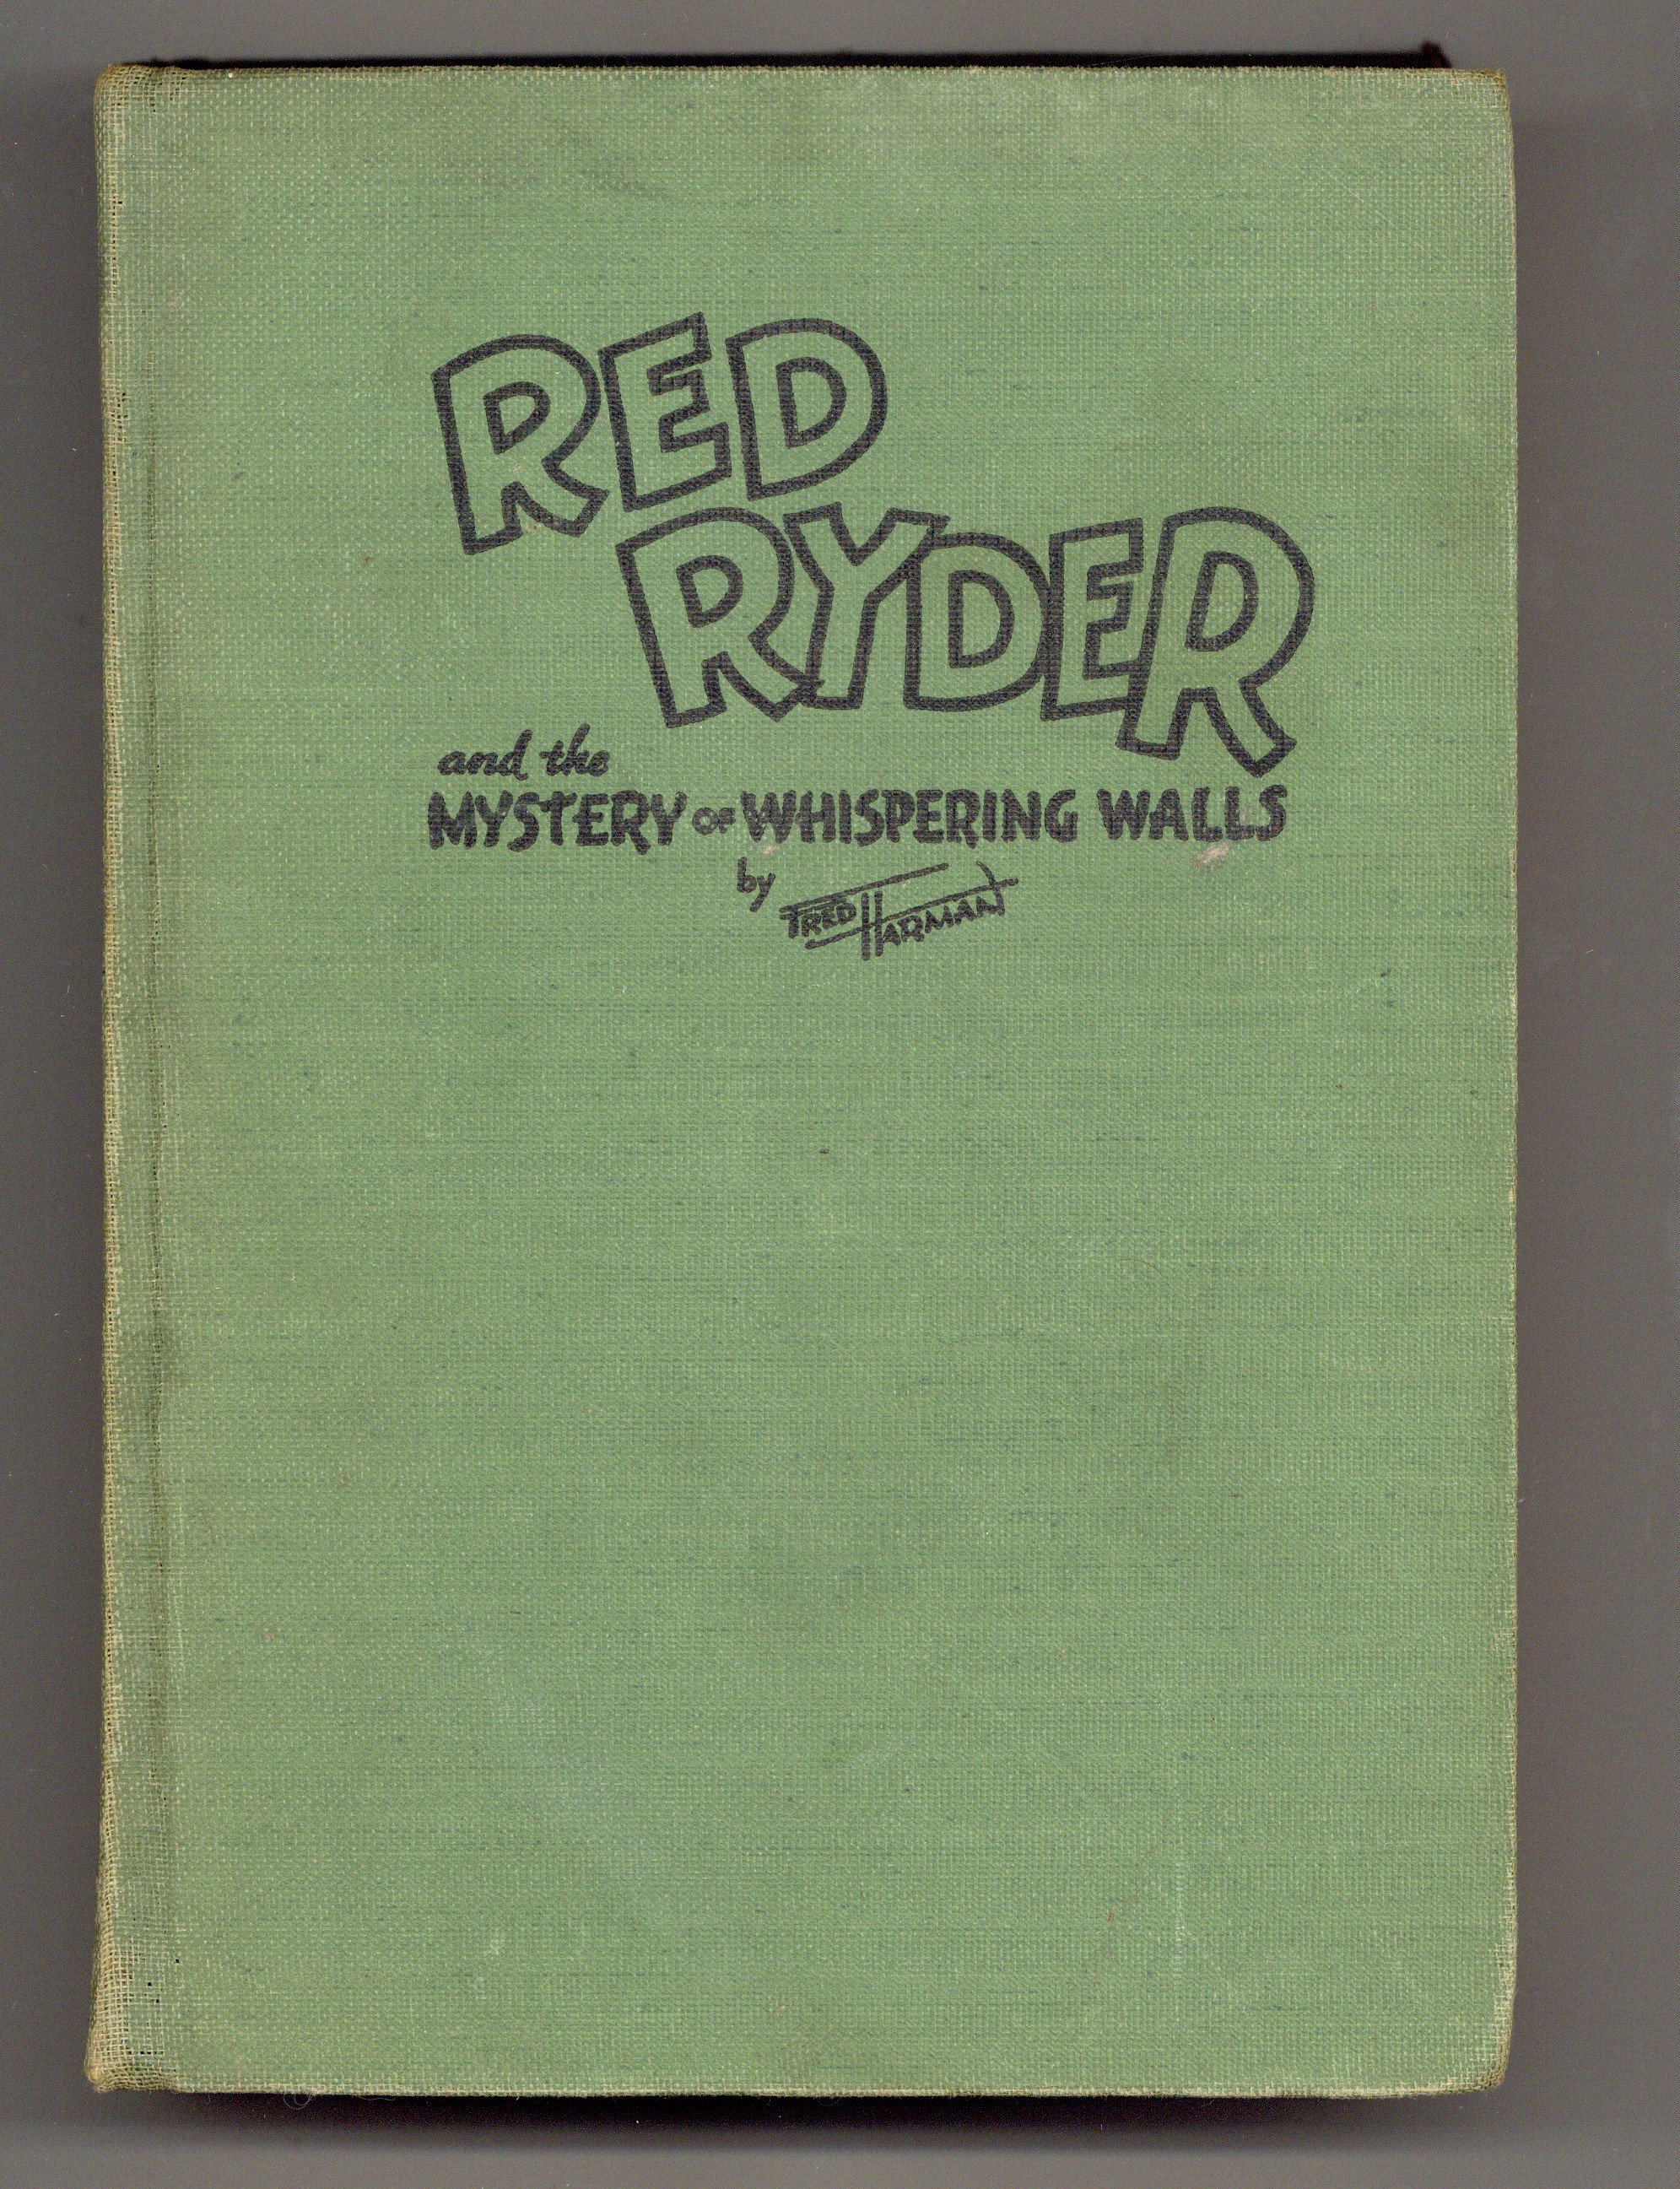 RED
RYDER
and the
MYSTERY OF WHISPERING WALLS
by FRED HARMAN